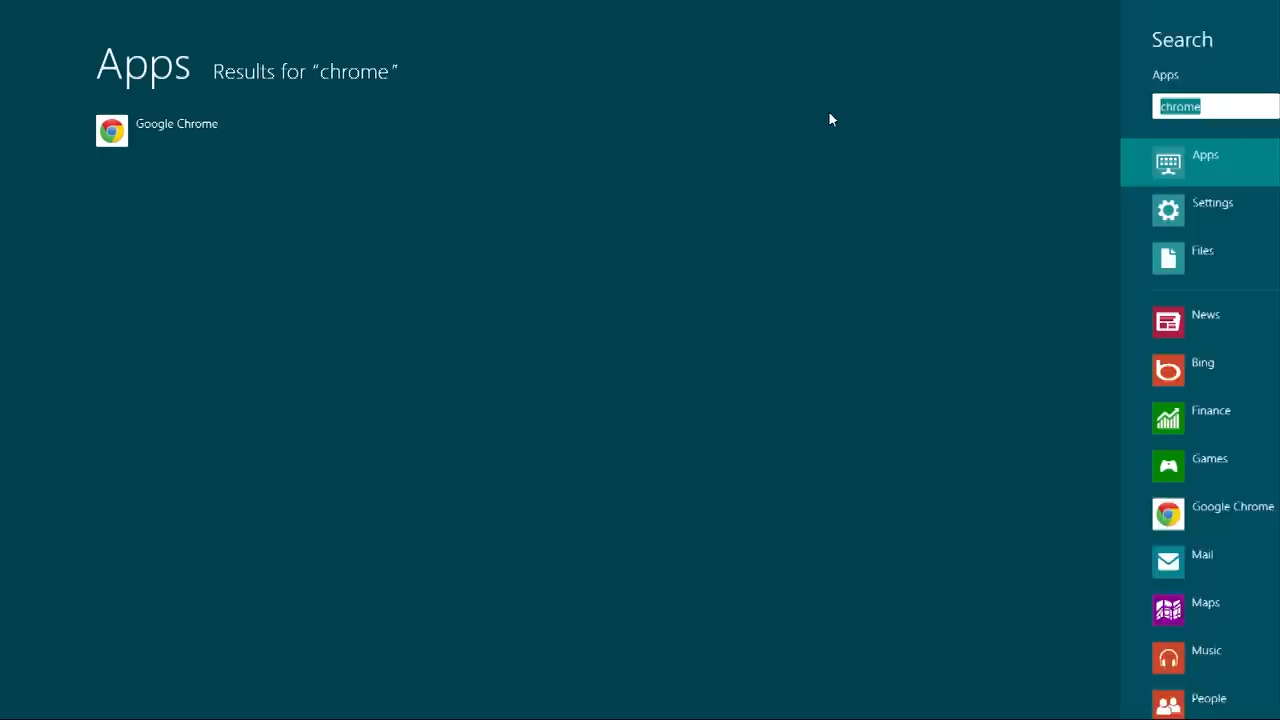 Apps Results for “chrome”
Google Chrome
Search
Apps
chrome
Apps
Settings
Files
News
Bing
Finance
Games
Google Chrome
Mail
Maps
Music
People